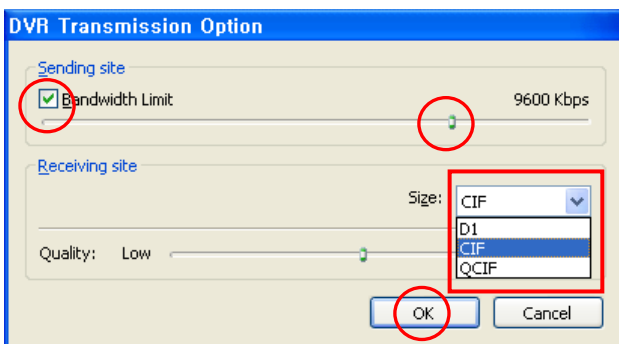 DVR Transmission Option
Sending site
Bandwidth Limit 9600 Kbps
Receiving site
Size: CIF
D1
CIF
QCIF
Quality: Low
OK Cancel